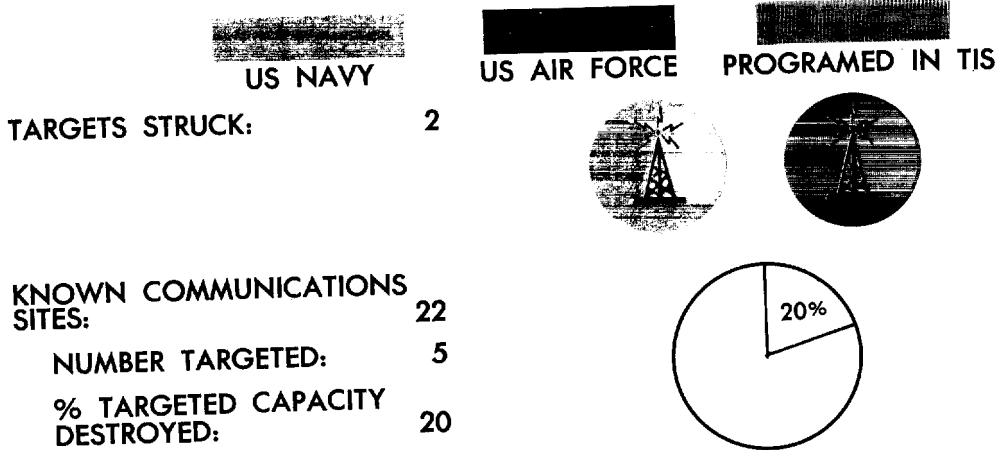 US NAVY US AIR FORCE PROGRAMED IN TIS
TARGETS STRUCK: 2
KNOWN COMMUNICATIONS
SITES: 22
20%
NUMBER TARGETED: 5
% TARGETED CAPACITY
DESTROYED: 20